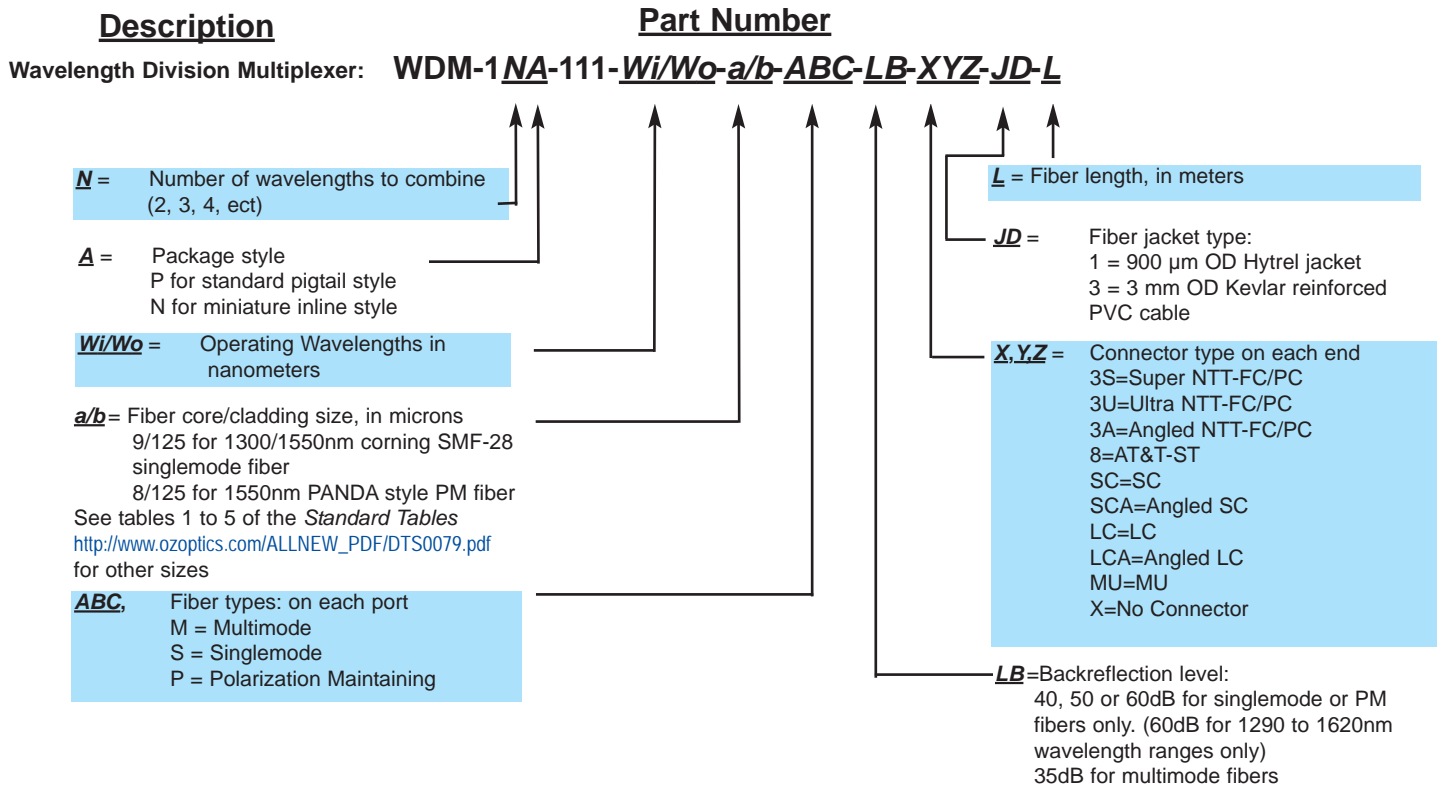 Description
Part Number
Wavelength Division Multiplexer: WDM-1NA-111-Wi/Wo-a/b-ABC-LB-XYZ-JD-L
N = Number of wavelengths to combine
(2, 3, 4, ect)
A = Package style
P for standard pigtail style
N for miniature inline style
Wi/Wo = Operating Wavelengths in
nanometers
a/b = Fiber core/cladding size, in microns
9/125 for 1300/1550nm corning SMF-28
singlemode fiber
8/125 for 1550nm PANDA style PM fiber
See tables 1 to 5 of the Standard Tables
http://www.ozoptics.com/ALLNEW_PDF/DTS0079.pdf
for other sizes
ABC, Fiber types: on each port
M = Multimode
S = Singlemode
P = Polarization Maintaining
L = Fiber length, in meters
JD = Fiber jacket type:
1 = 900 µm OD Hytrel jacket
3 = 3 mm OD Kevlar reinforced
PVC cable
X,Y,Z = Connector type on each end
3S=Super NTT-FC/PC
3U=Ultra NTT-FC/PC
3A=Angled NTT-FC/PC
8=AT&T-ST
SC=SC
SCA=Angled SC
LC=LC
LCA=Angled LC
MU=MU
X=No Connector
LB=Backreflection level:
40, 50 or 60dB for singlemode or PM
fibers only. (60dB for 1290 to 1620nm
wavelength ranges only)
35dB for multimode fibers